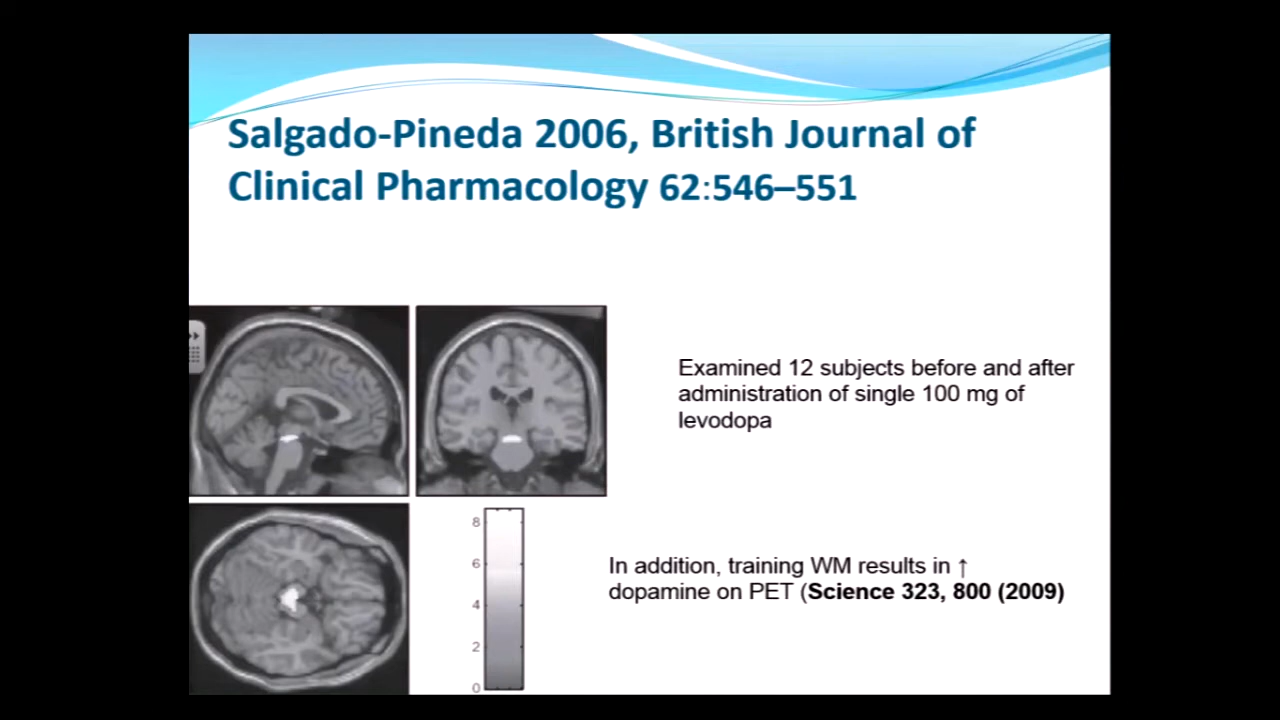 Salgado-Pineda 2006, British Journal of
Clinical Pharmacology 62:546–551
Examined 12 subjects before and after
administration of single 100 mg of
levodopa
8
6
4
2
0
In addition, training WM results in ↑
dopamine on PET (Science 323, 800 (2009)